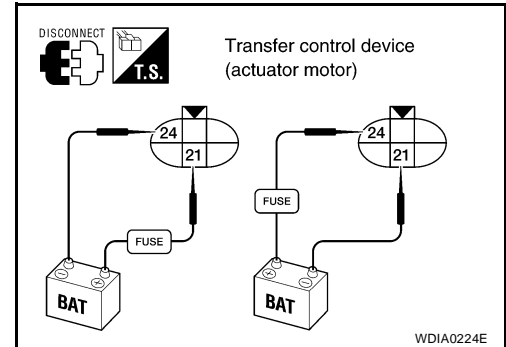 DISCONNECT
T.S.
Transfer control device
(actuator motor)
24
21
FUSE
BAT
24
21
FUSE
BAT
WDIA0224E